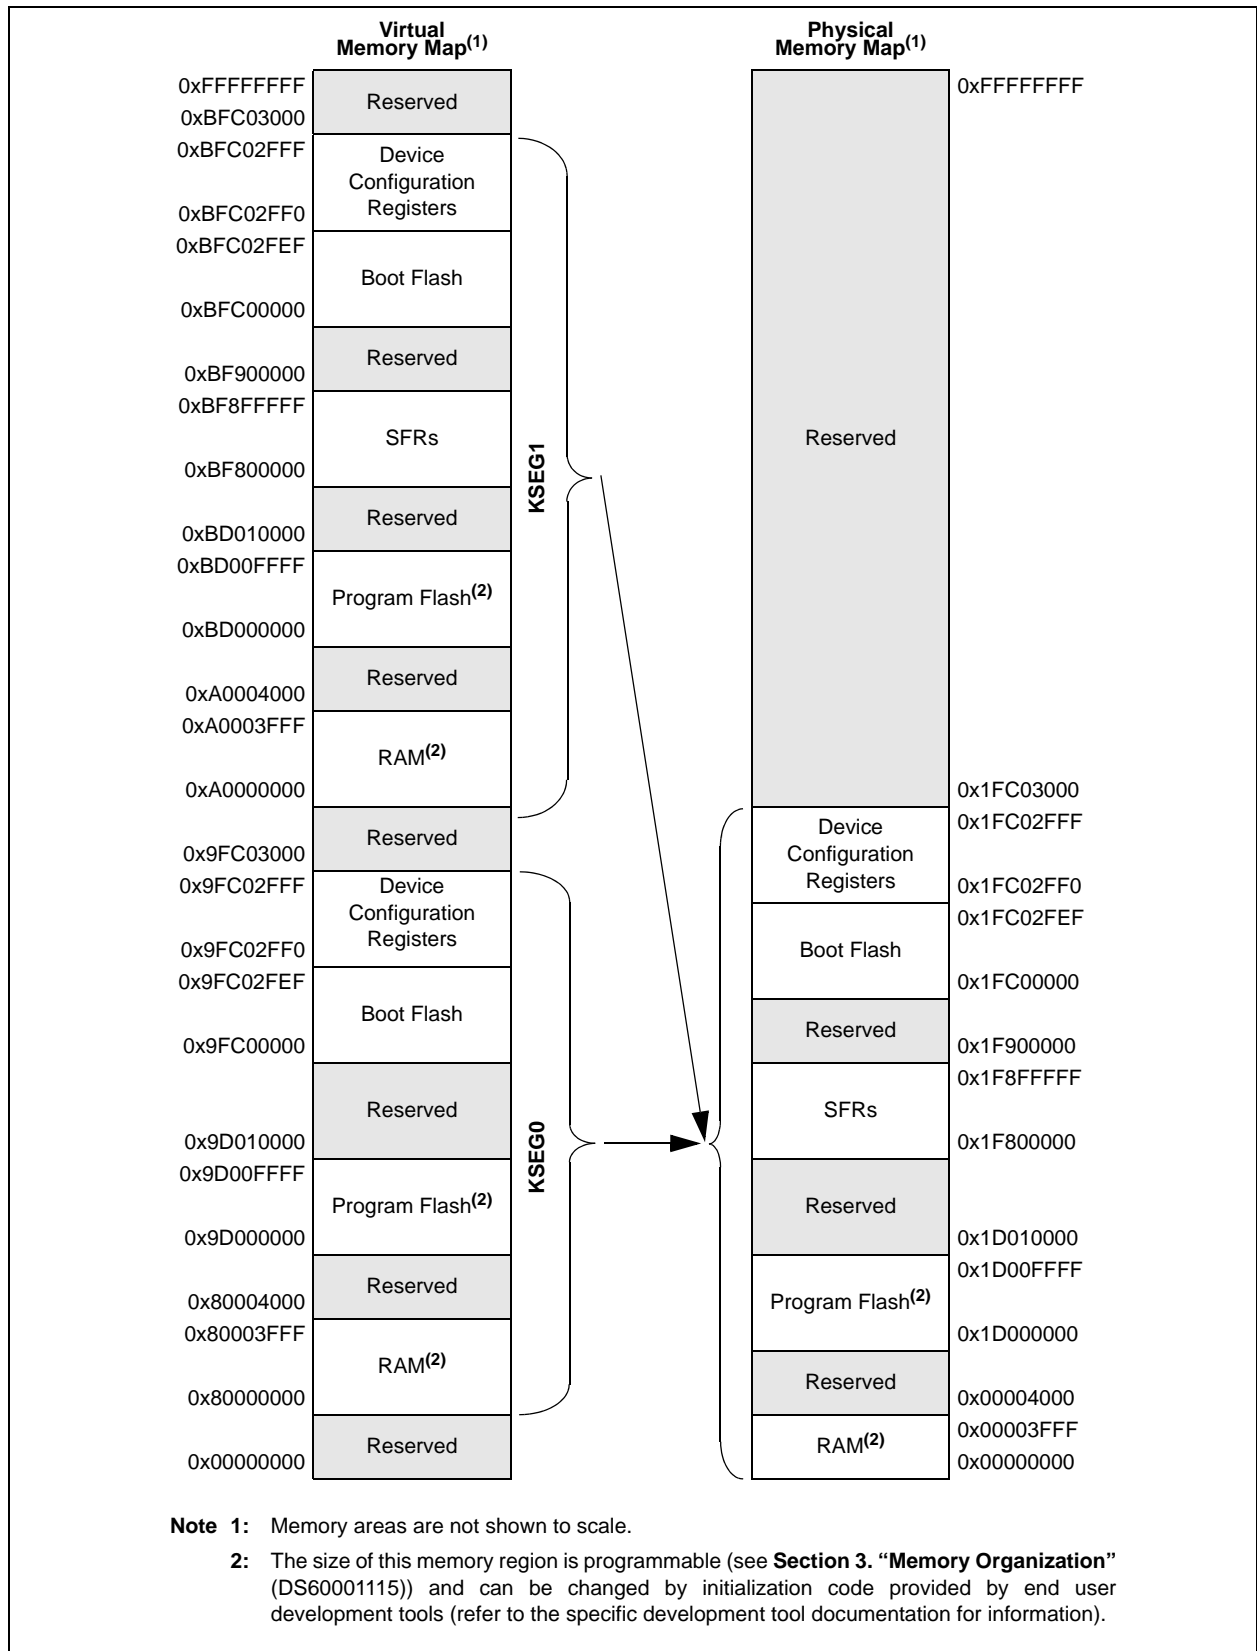 Virtual
Memory Map(1)
0xFFFFFFFF
Reserved
0xBFC03000
0xBFC02FFF
Device
Configuration
Registers
0xBFC02FF0
0xBFC02FEF
Boot Flash
0xBFC00000
Reserved
0xBF900000
0xBF8FFFFF
SFRs
0xBF800000
Reserved
0xBD010000
0xBD00FFFF
Program Flash(2)
0xBD000000
Reserved
0xA0004000
0xA0003FFF
RAM(2)
0xA0000000
KSEG1
Reserved
0x9FC03000
0x9FC02FFF
Device
Configuration
Registers
0x9FC02FF0
0x9FC02FEF
Boot Flash
0x9FC00000
Reserved
0x9D010000
0x9D00FFFF
Program Flash(2)
0x9D000000
Reserved
0x80004000
0x80003FFF
RAM(2)
0x80000000
KSEG0
Reserved
0x00000000
Physical
Memory Map(1)
0xFFFFFFFF
Reserved
0x1FC03000
0x1FC02FFF
Device
Configuration
Registers
0x1FC02FF0
0x1FC02FEF
Boot Flash
0x1FC00000
Reserved
0x1F900000
0x1F8FFFFF
SFRs
0x1F800000
Reserved
0x1D010000
0x1D00FFFF
Program Flash(2)
0x1D000000
Reserved
0x00004000
0x00003FFF
RAM(2)
0x00000000
Note 1: Memory areas are not shown to scale.
2: The size of this memory region is programmable (see Section 3. “Memory Organization”
(DS60001115)) and can be changed by initialization code provided by end user
development tools (refer to the specific development tool documentation for information).